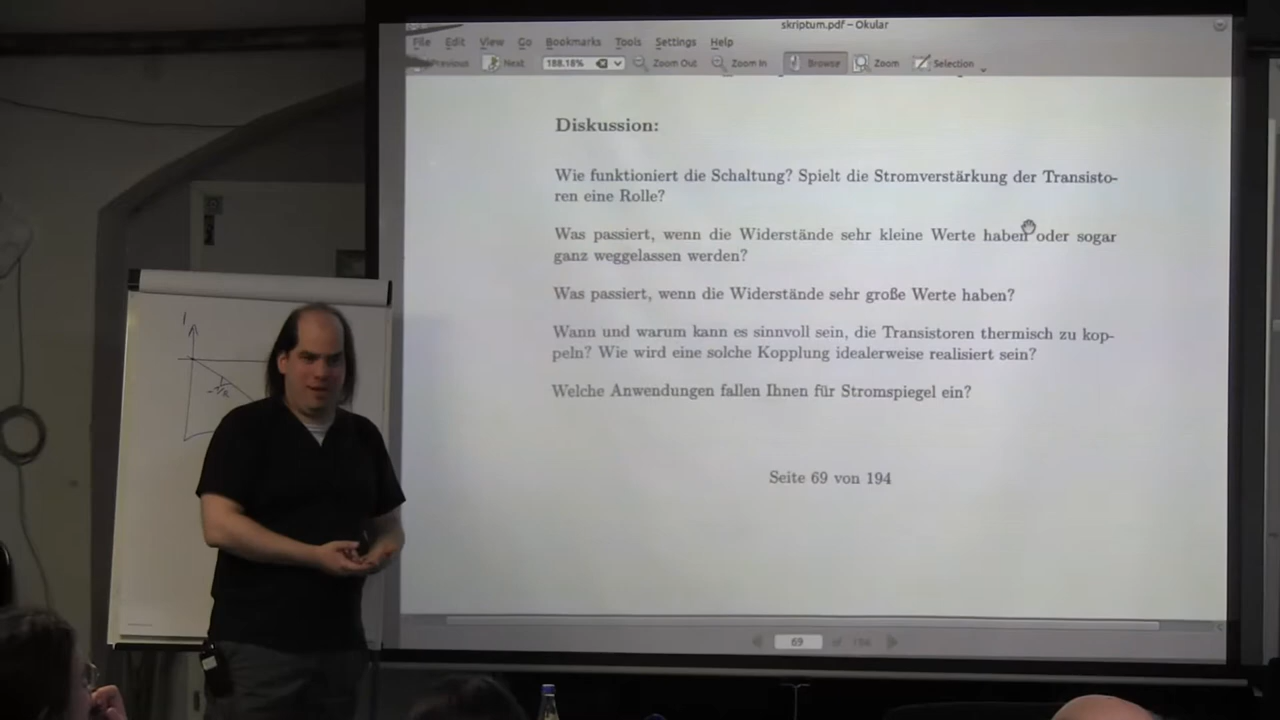 skriptum.pdf – Okular
File Edit View Go Bookmarks Tools Settings Help
Previous Next 188.18% Zoom Out Zoom In Browse Zoom Selection
Diskussion:
Wie funktioniert die Schaltung? Spielt die Stromverstärkung der Transisto-
ren eine Rolle?
Was passiert, wenn die Widerstände sehr kleine Werte haben oder sogar
ganz weggelassen werden?
Was passiert, wenn die Widerstände sehr große Werte haben?
Wann und warum kann es sinnvoll sein, die Transistoren thermisch zu kop-
peln? Wie wird eine solche Kopplung idealerweise realisiert sein?
Welche Anwendungen fallen Ihnen für Stromspiegel ein?
Seite 69 von 194
69 of 194
I